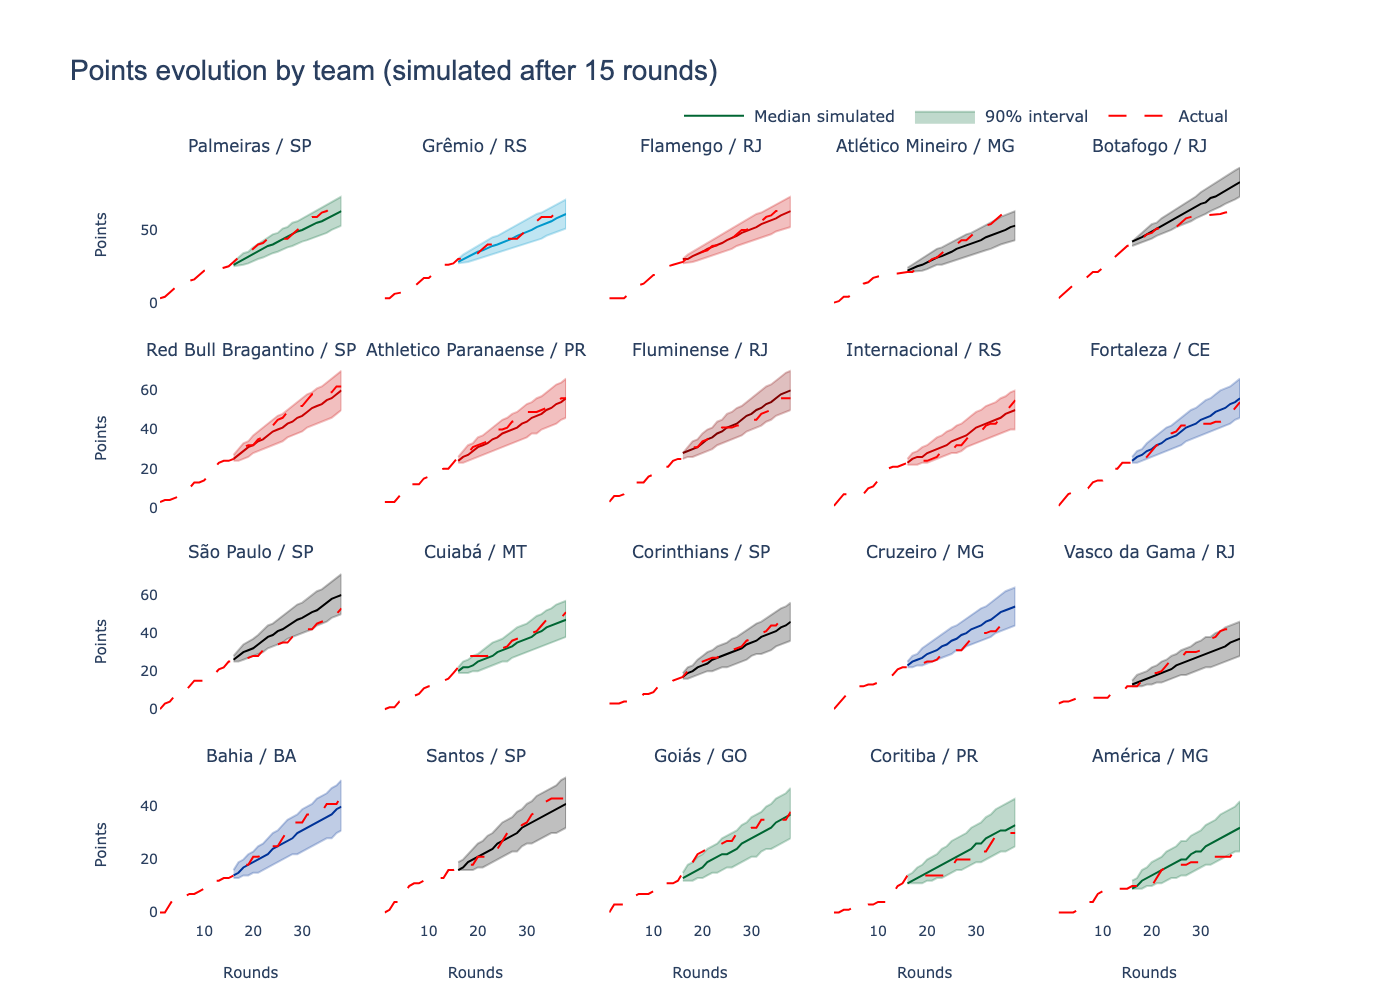 Points evolution by team (simulated after 15 rounds)
Median simulated 90% interval Actual
Palmeiras / SP Grêmio / RS Flamengo / RJ Atlético Mineiro / MG Botafogo / RJ
Points
50
0
Red Bull Bragantino / SP Athletico Paranaense / PR Fluminense / RJ Internacional / RS Fortaleza / CE
Points
60
40
20
0
São Paulo / SP Cuiabá / MT Corinthians / SP Cruzeiro / MG Vasco da Gama / RJ
Points
60
40
20
0
Bahia / BA Santos / SP Goiás / GO Coritiba / PR América / MG
Points
40
20
0
10 20 30 10 20 30 10 20 30 10 20 30 10 20 30
Rounds Rounds Rounds Rounds Rounds